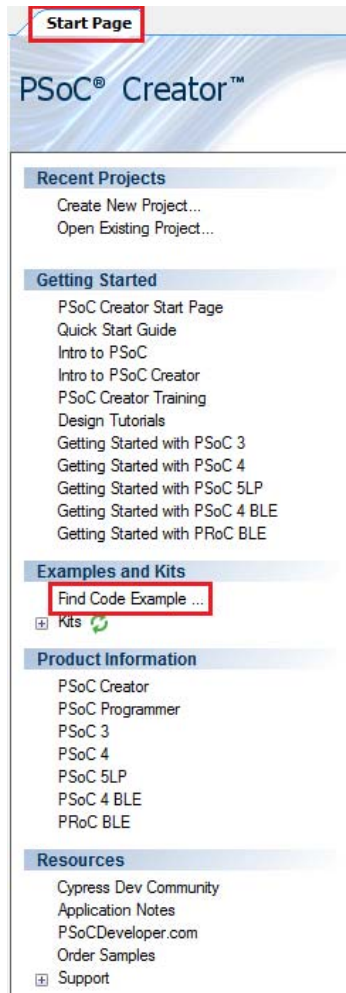 Start Page
PSoC® Creator™
Recent Projects
Create New Project...
Open Existing Project...
Getting Started
PSoC Creator Start Page
Quick Start Guide
Intro to PSoC
Intro to PSoC Creator
PSoC Creator Training
Design Tutorials
Getting Started with PSoC 3
Getting Started with PSoC 4
Getting Started with PSoC 5LP
Getting Started with PSoC 4 BLE
Getting Started with PRoC BLE
Examples and Kits
Find Code Example ...
Kits
Product Information
PSoC Creator
PSoC Programmer
PSoC 3
PSoC 4
PSoC 5LP
PSoC 4 BLE
PRoC BLE
Resources
Cypress Dev Community
Application Notes
PSoCDeveloper.com
Order Samples
Support